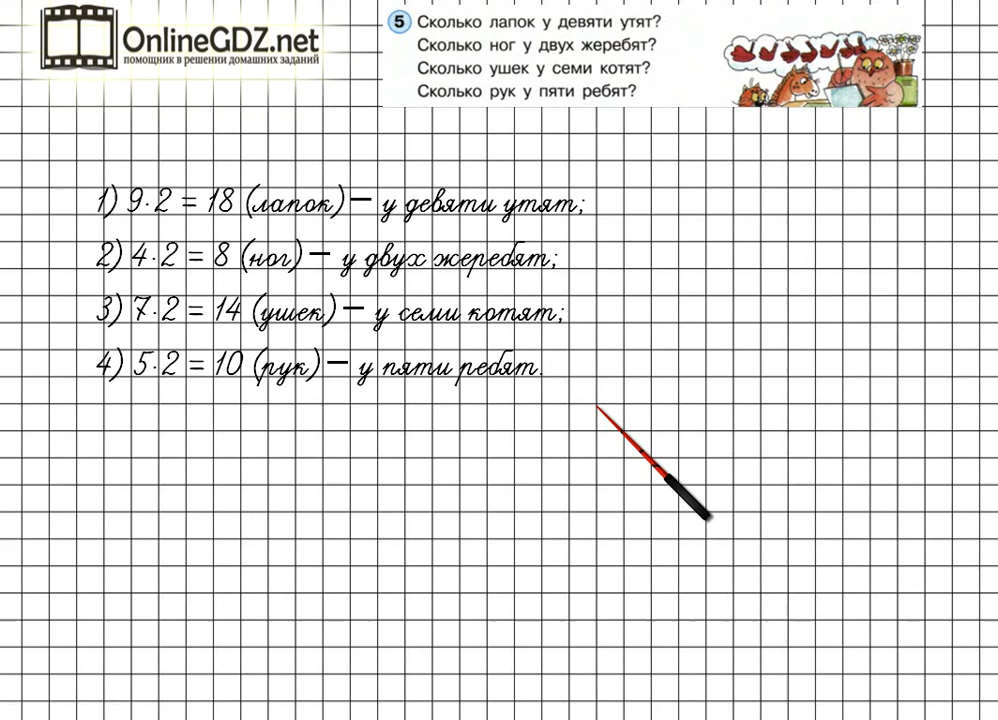 OnlineGDZ.net
помощник в решении домашних заданий
5 Сколько лапок у девяти утят?
Сколько ног у двух жеребят?
Сколько ушек у семи котят?
Сколько рук у пяти ребят?
1) 9·2 = 18 (лапок) — у девяти утят;
2) 4·2 = 8 (ног) — у двух жеребят;
3) 7·2 = 14 (ушек) — у семи котят;
4) 5·2 = 10 (рук) — у пяти ребят.